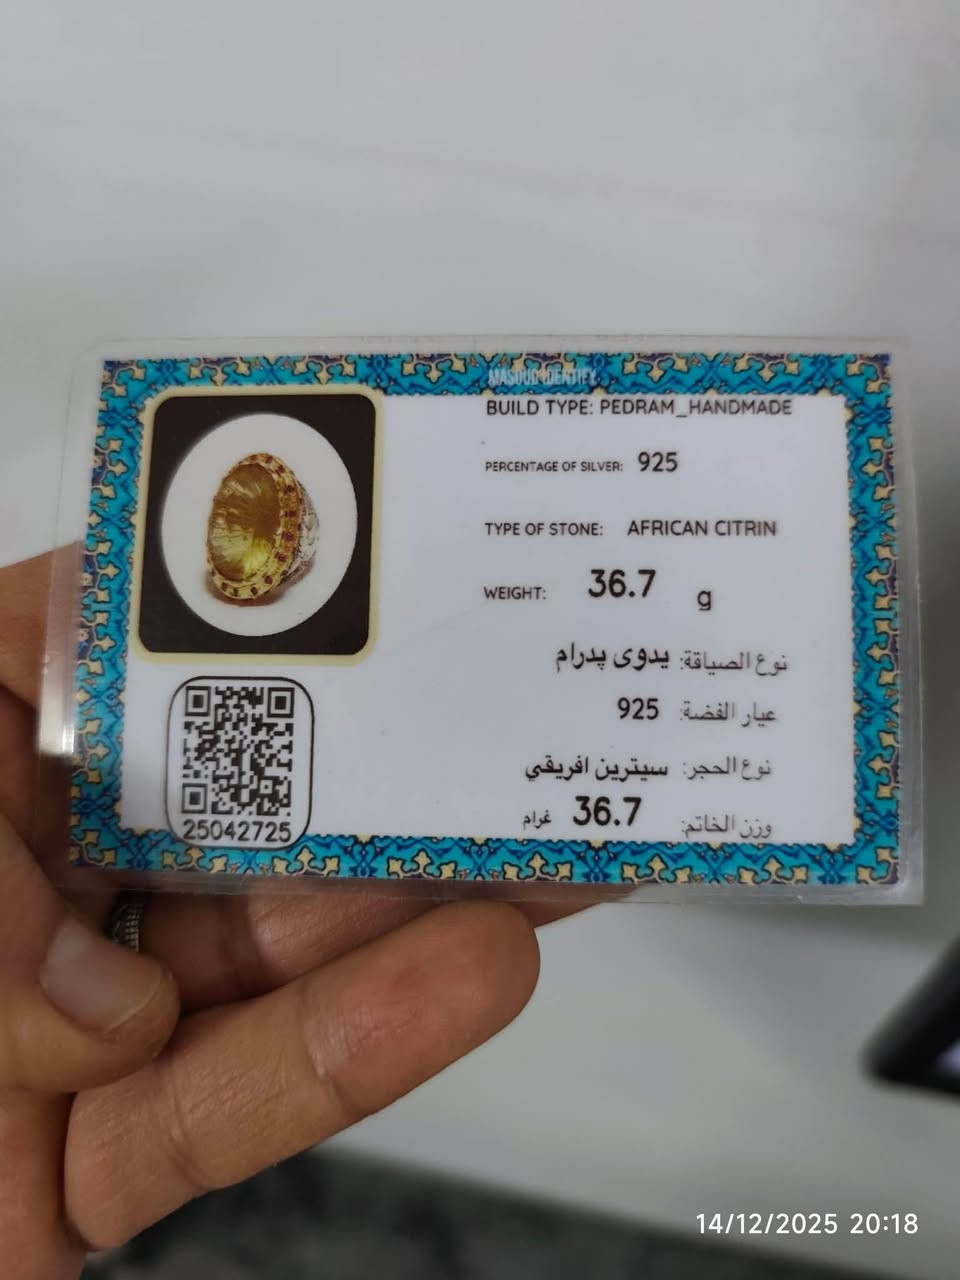 MASOUD IDENTIFY
BUILD TYPE: PEDRAM_HANDMADE
PERCENTAGE OF SILVER: 925
TYPE OF STONE: AFRICAN CITRIN
WEIGHT: 36.7 g
نوع الصياقة: يدوى پدرام
عيار الفضة: 925
نوع الحجر: سيترين افريقي
وزن الخاتم: 36.7 غرام
25042725
14/12/2025 20:18